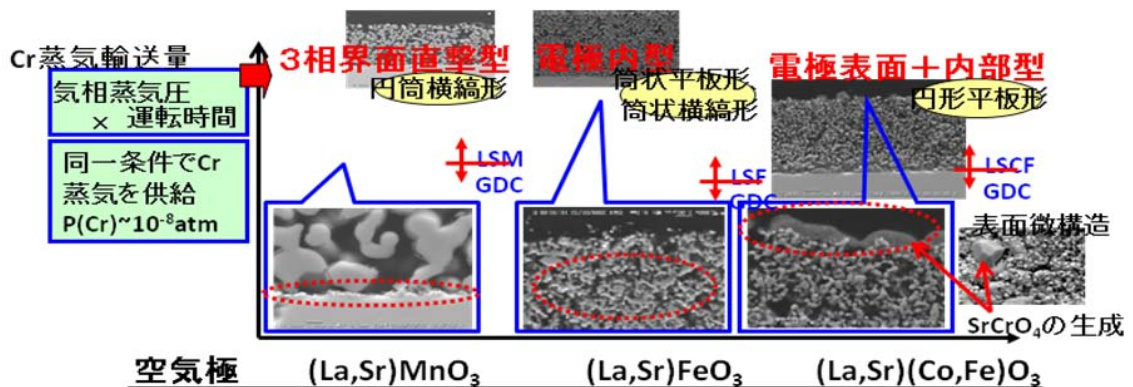 Cr蒸気輸送量
気相蒸気圧
× 運転時間
同一条件でCr
蒸気を供給
P(Cr)~10⁻⁸atm
3相界面直撃型
円筒横縞形
電極内型
筒状平板形
筒状横縞形
電極表面+内部型
円形平板形
LSM
GDC
LSF
GDC
LSCF
GDC
表面微構造
SrCrO₄の生成
空気極
(La,Sr)MnO₃
(La,Sr)FeO₃
(La,Sr)(Co,Fe)O₃